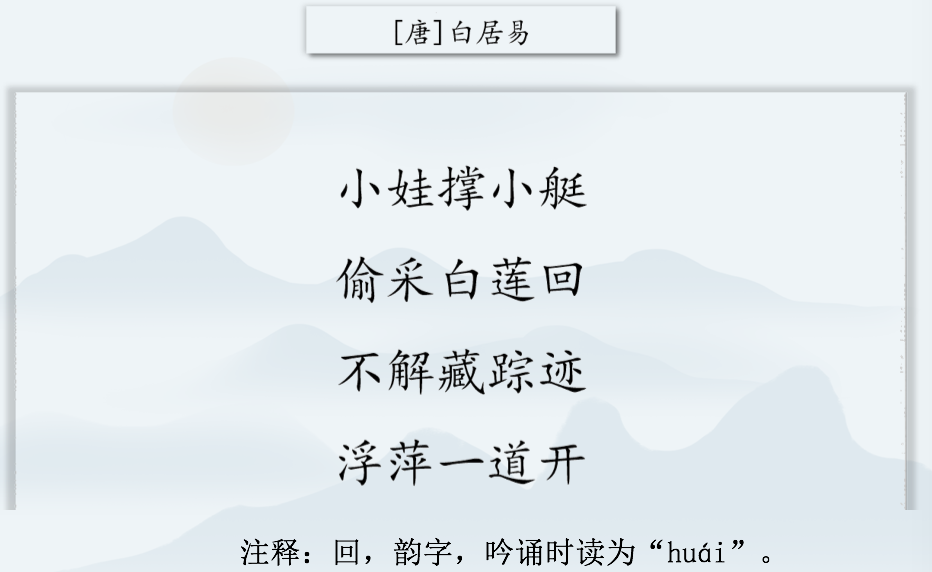 [唐]白居易
小娃撑小艇
偷采白莲回
不解藏踪迹
浮萍一道开
注释：回，韵字，吟诵时读为“huái”。